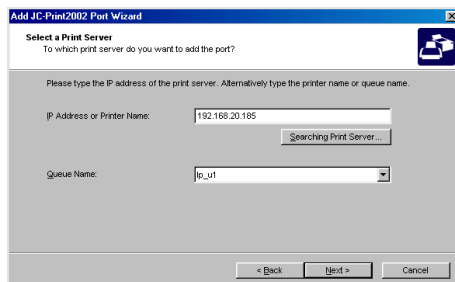 Add JC-Print2002 Port Wizard
Select a Print Server
To which print server do you want to add the port?
Please type the IP address of the print server. Alternatively type the printer name or queue name.
IP Address or Printer Name:
192.168.20.185
Searching Print Server...
Queue Name:
lp_u1
< Back
Next >
Cancel